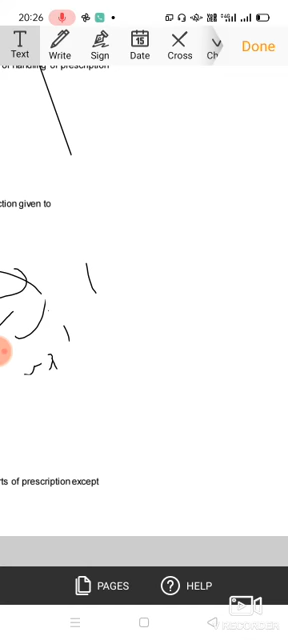 20:26
Text Write Sign Date Cross Ch Done
of handling of prescription
ction given to
rts of prescription except
PAGES HELP
RECORDER